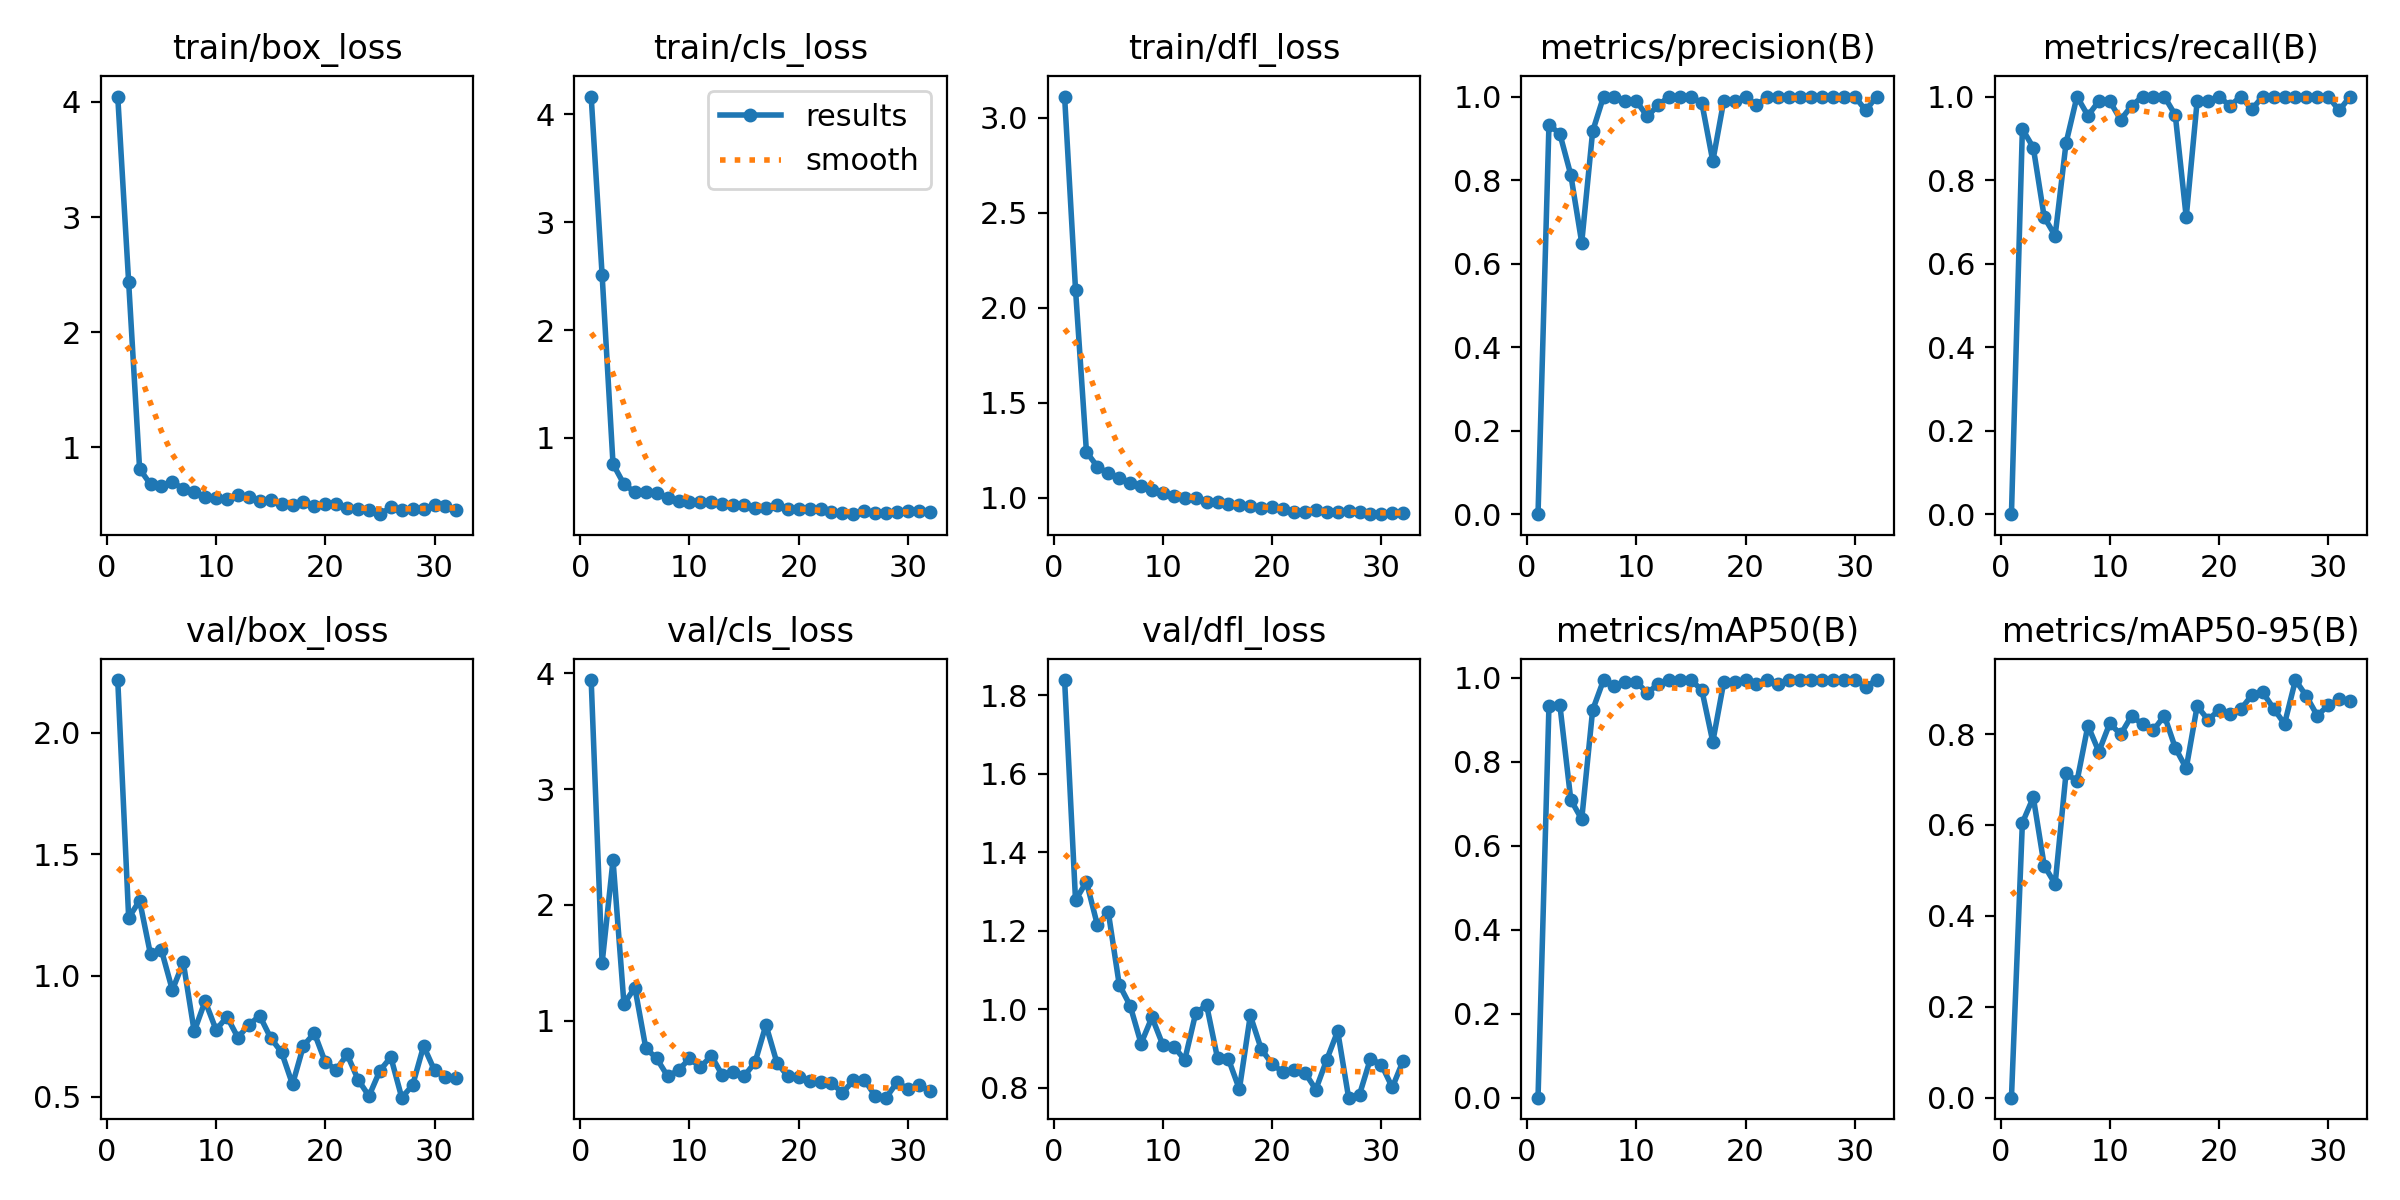 train/box_loss
4
3
2
1
0 10 20 30
train/cls_loss
results
smooth
4
3
2
1
0 10 20 30
train/dfl_loss
3.0
2.5
2.0
1.5
1.0
0 10 20 30
metrics/precision(B)
1.0
0.8
0.6
0.4
0.2
0.0
0 10 20 30
metrics/recall(B)
1.0
0.8
0.6
0.4
0.2
0.0
0 10 20 30
val/box_loss
2.0
1.5
1.0
0.5
0 10 20 30
val/cls_loss
4
3
2
1
0 10 20 30
val/dfl_loss
1.8
1.6
1.4
1.2
1.0
0.8
0 10 20 30
metrics/mAP50(B)
1.0
0.8
0.6
0.4
0.2
0.0
0 10 20 30
metrics/mAP50-95(B)
0.8
0.6
0.4
0.2
0.0
0 10 20 30